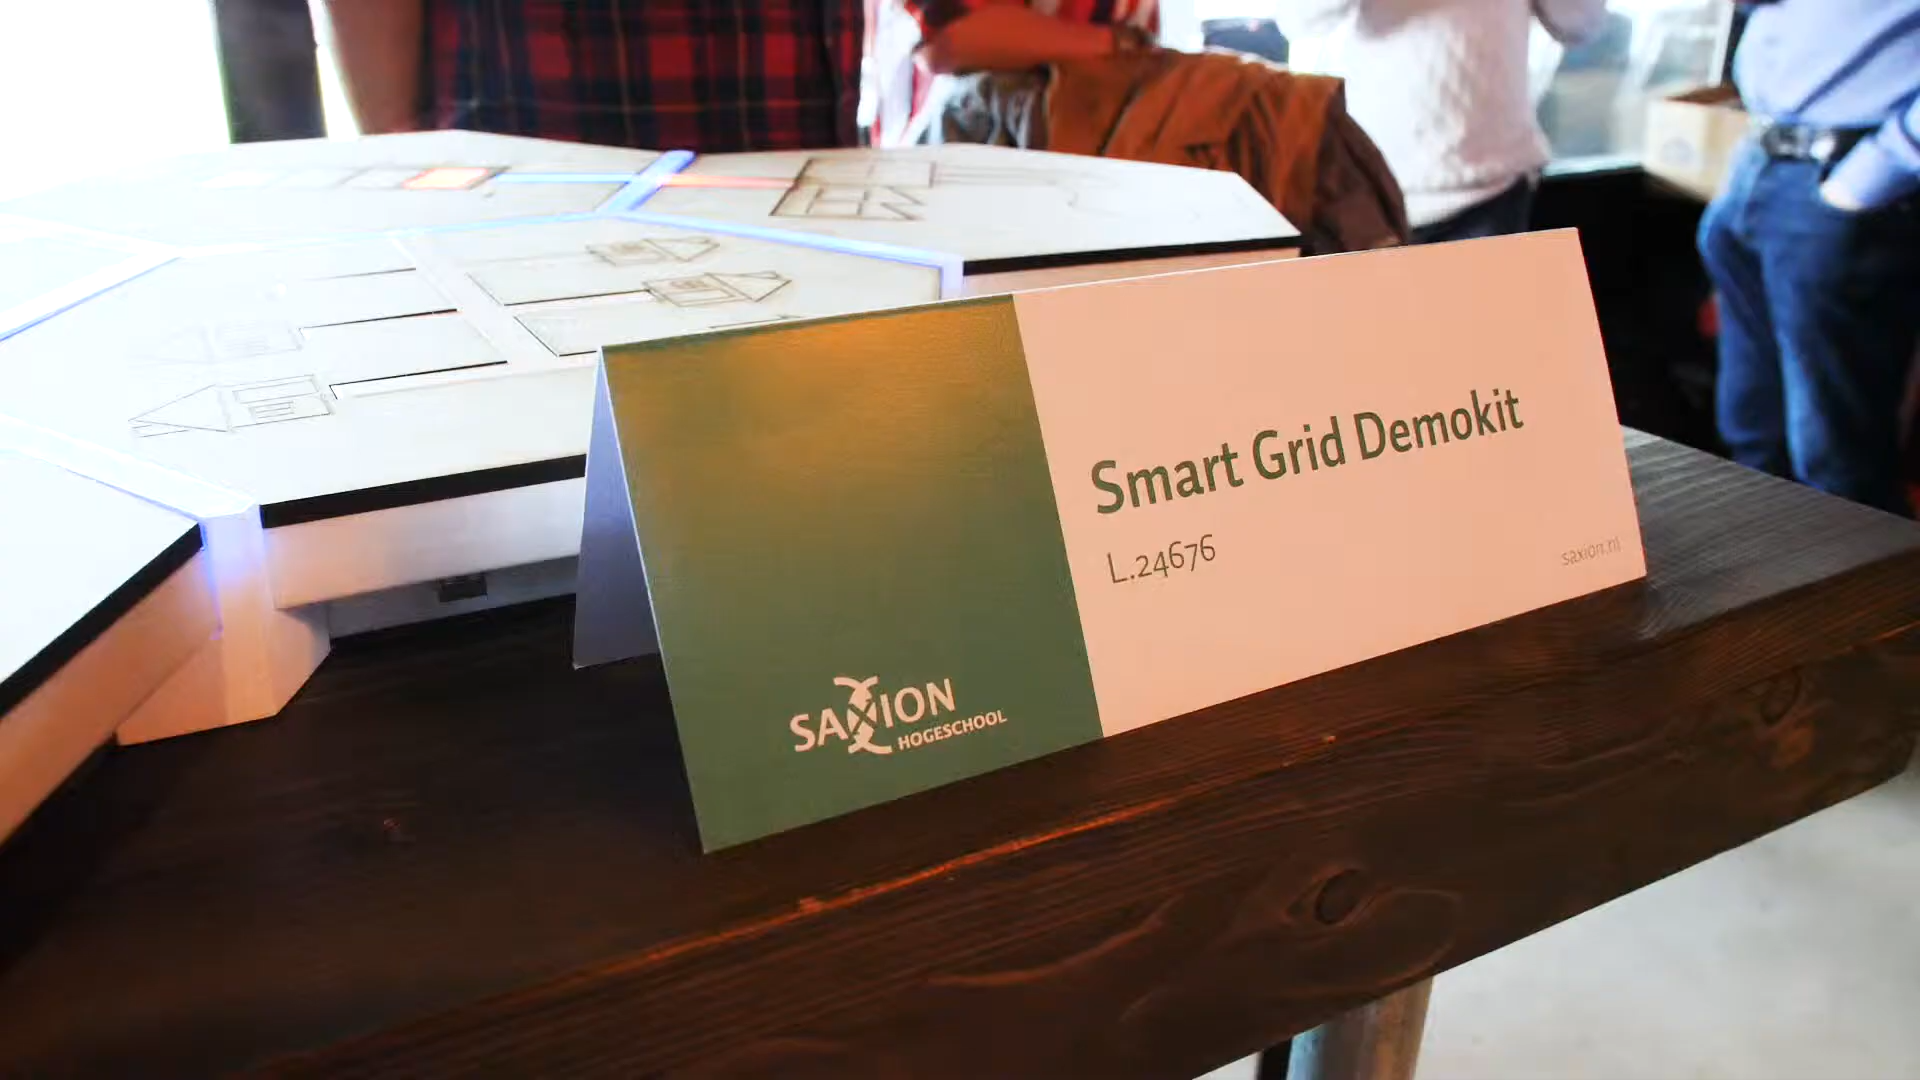 Smart Grid Demokit
L.24676
saxion.nl
SAXION
HOGESCHOOL